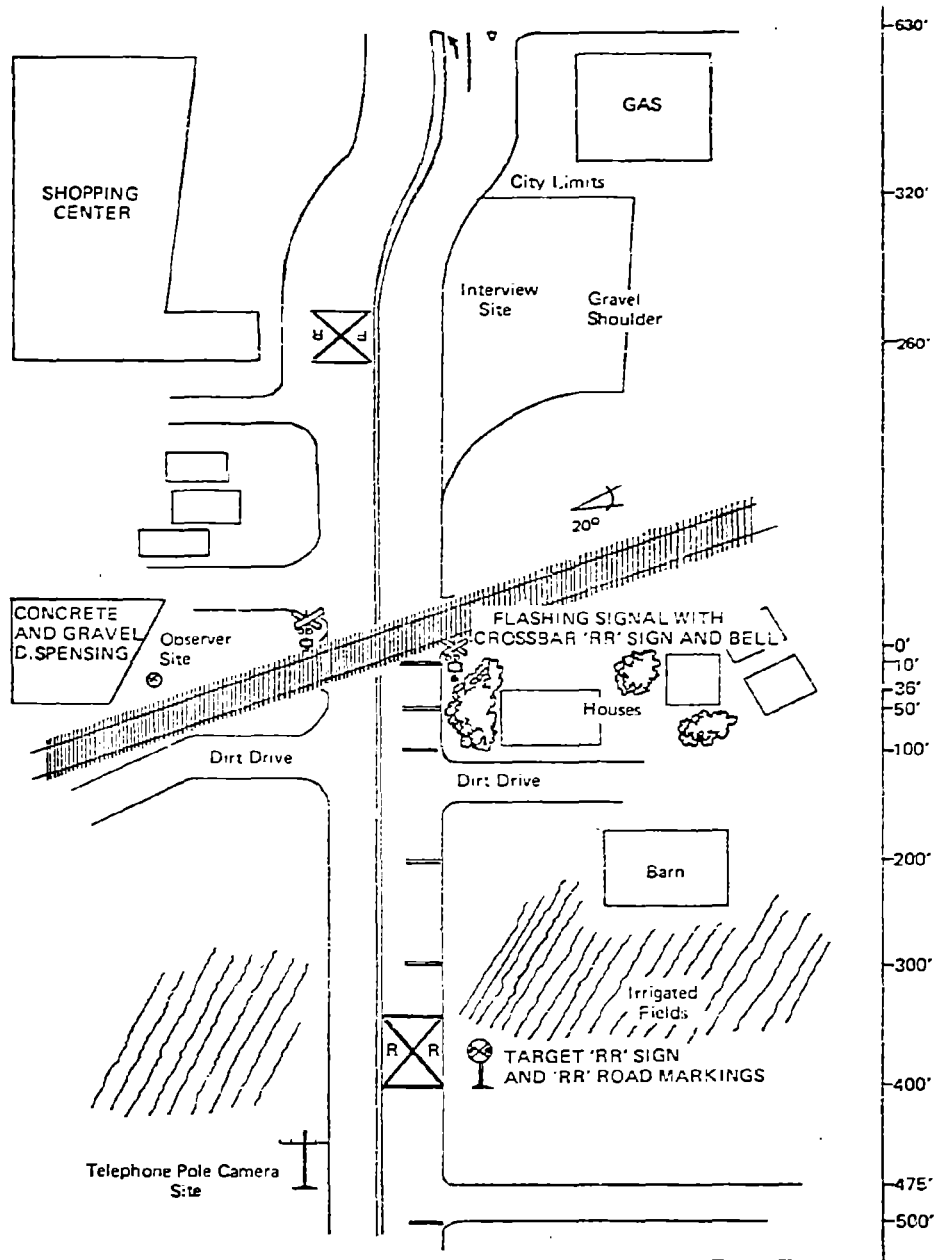 630'
GAS
SHOPPING
CENTER
City Limits
320'
Interview
Site
Gravel
Shoulder
R R
260'
20°
CONCRETE
AND GRAVEL
D.SPENSING
Observer
Site
FLASHING SIGNAL WITH
CROSSBAR 'RR' SIGN AND BELL
0'
10'
36'
50'
Houses
100'
Dirt Drive
Dirt Drive
200'
Barn
300'
Irrigated
Fields
R R
TARGET 'RR' SIGN
AND 'RR' ROAD MARKINGS
400'
Telephone Pole Camera
Site
475'
500'